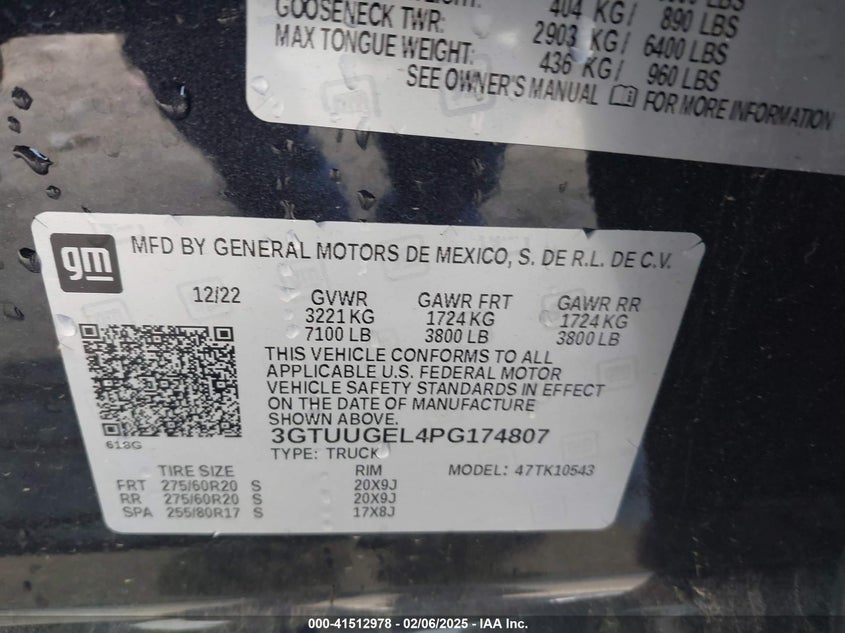 404 KG/ 890 LBS
GOOSENECK TWR: 2903 KG/ 6400 LBS
MAX TONGUE WEIGHT: 436 KG/ 960 LBS
SEE OWNER'S MANUAL FOR MORE INFORMATION
gm MFD BY GENERAL MOTORS DE MEXICO, S. DE R.L. DE C.V.
12/22 GVWR GAWR FRT GAWR RR
3221 KG 1724 KG 1724 KG
7100 LB 3800 LB 3800 LB
THIS VEHICLE CONFORMS TO ALL
APPLICABLE U.S. FEDERAL MOTOR
VEHICLE SAFETY STANDARDS IN EFFECT
ON THE DATE OF MANUFACTURE
SHOWN ABOVE.
613G 3GTUUGEL4PG174807
TYPE: TRUCK MODEL: 47TK10543
TIRE SIZE RIM
FRT 275/60R20 S 20X9J
RR 275/60R20 S 20X9J
SPA 255/80R17 S 17X8J
000-41512978 - 02/06/2025 - IAA Inc.